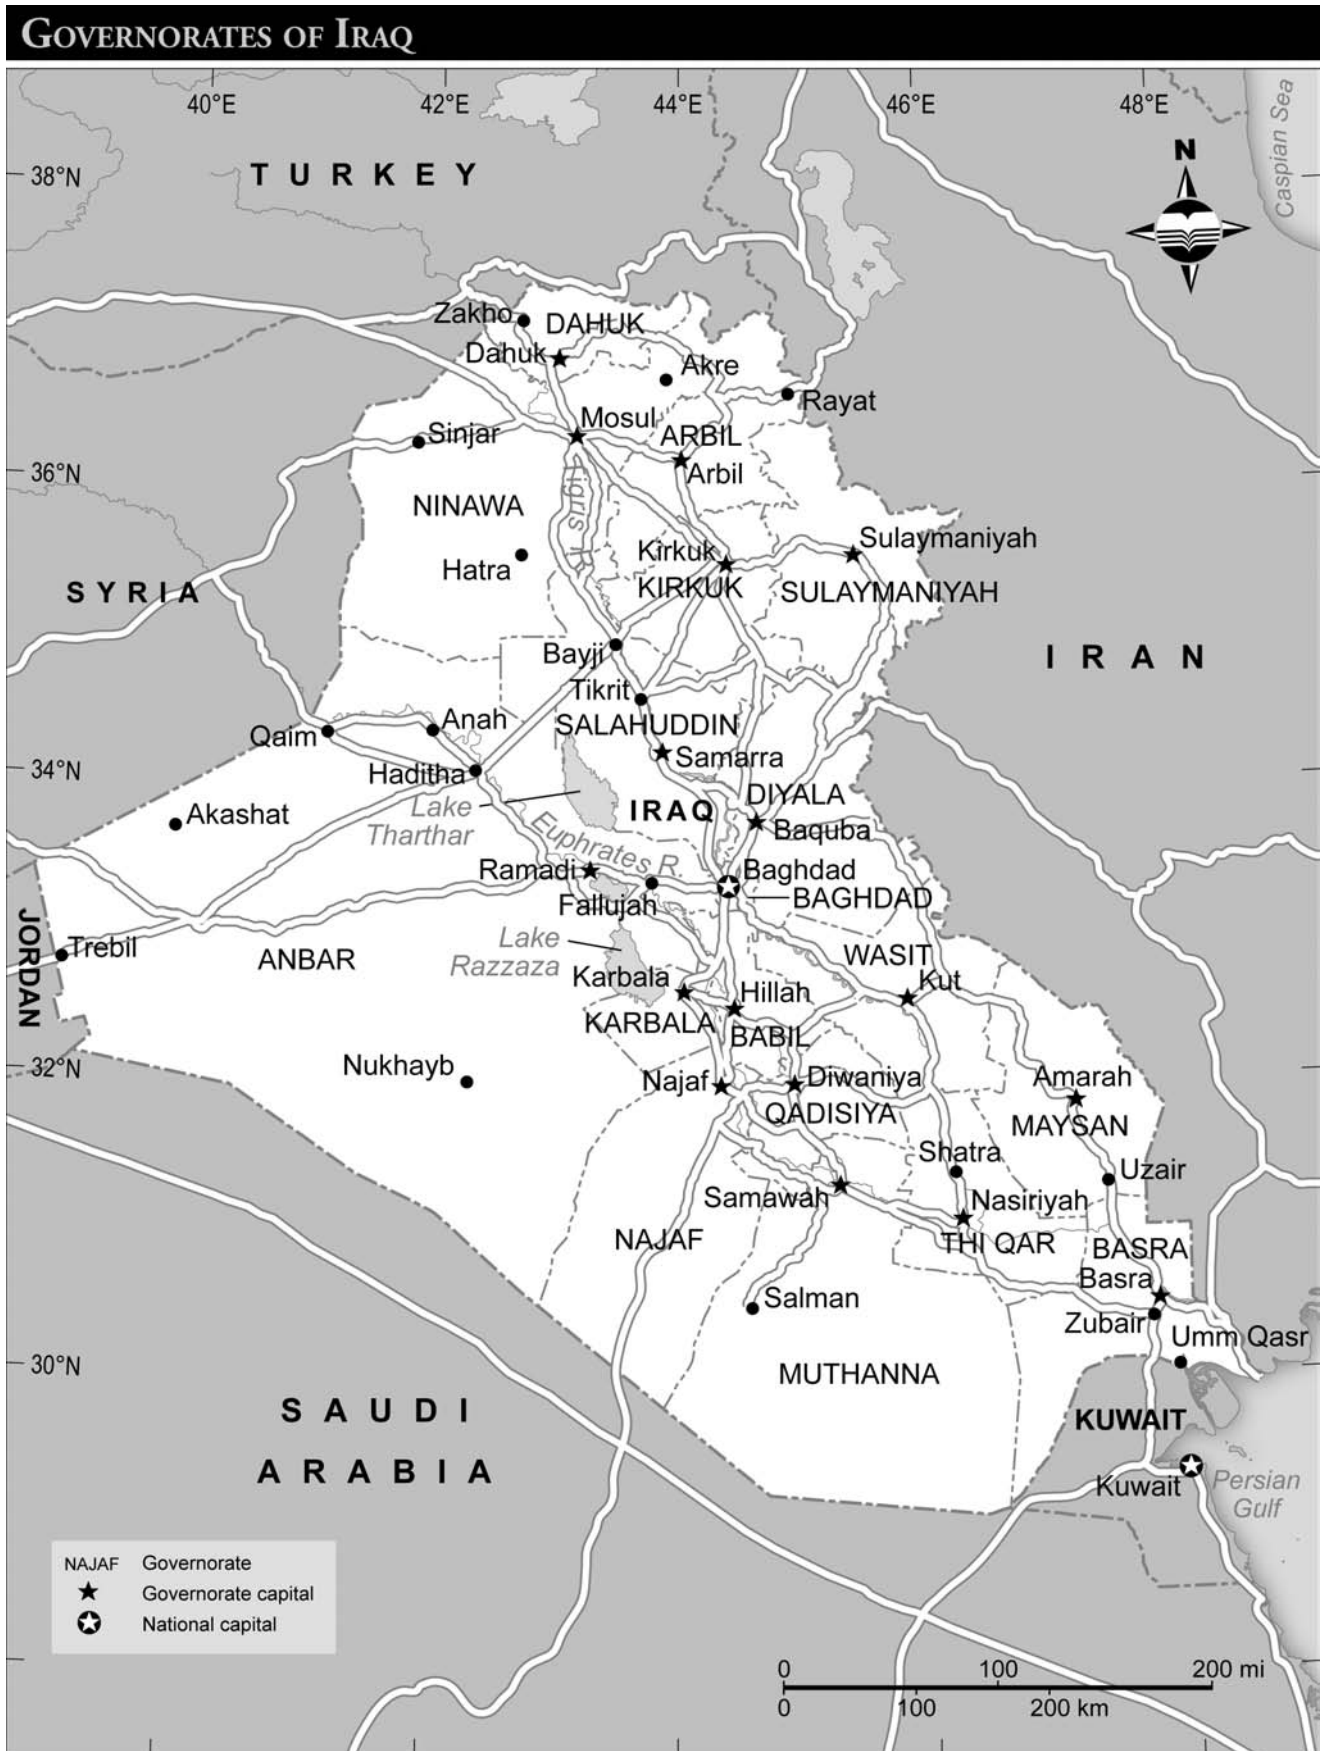 GOVERNORATES OF IRAQ
40°E
42°E
44°E
46°E
48°E
Caspian Sea
N
38°N
TURKEY
Zakho
DAHUK
Dahuk
Akre
Rayat
Mosul
Sinjar
ARBIL
Arbil
36°N
Tigris R.
NINAWA
Hatra
Kirkuk
KIRKUK
Sulaymaniyah
SULAYMANIYAH
SYRIA
IRAN
Bayji
Tikrit
SALAHUDDIN
Samarra
Anah
Qaim
Haditha
34°N
Akashat
Lake
Tharthar
IRAQ
DIYALA
Baquba
Euphrates R.
Ramadi
Fallujah
Baghdad
BAGHDAD
JORDAN
Trebil
ANBAR
Lake
Razzaza
WASIT
Kut
Karbala
KARBALA
Hillah
BABIL
32°N
Nukhayb
Najaf
Diwaniya
QADISIYA
Amarah
MAYSAN
Shatra
Uzair
Samawah
Nasiriyah
NAJAF
THI QAR
BASRA
Basra
Salman
Zubair
Umm Qasr
30°N
MUTHANNA
SAUDI
ARABIA
KUWAIT
Kuwait
Persian
Gulf
NAJAF Governorate
Governorate capital
National capital
0 100 200 mi
0 100 200 km